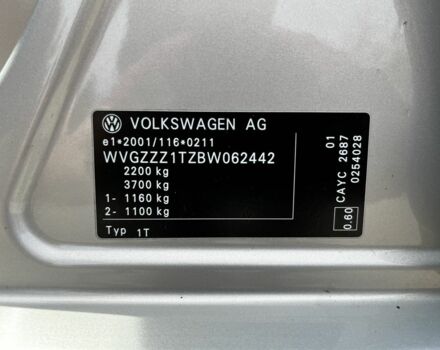 VOLKSWAGEN AG
e1*2001/116*0211
WVGZZZ1TZBW062442
2200 kg
3700 kg
1- 1160 kg
2- 1100 kg
Typ 1T
0.60
CAYC 2687
01
0254028